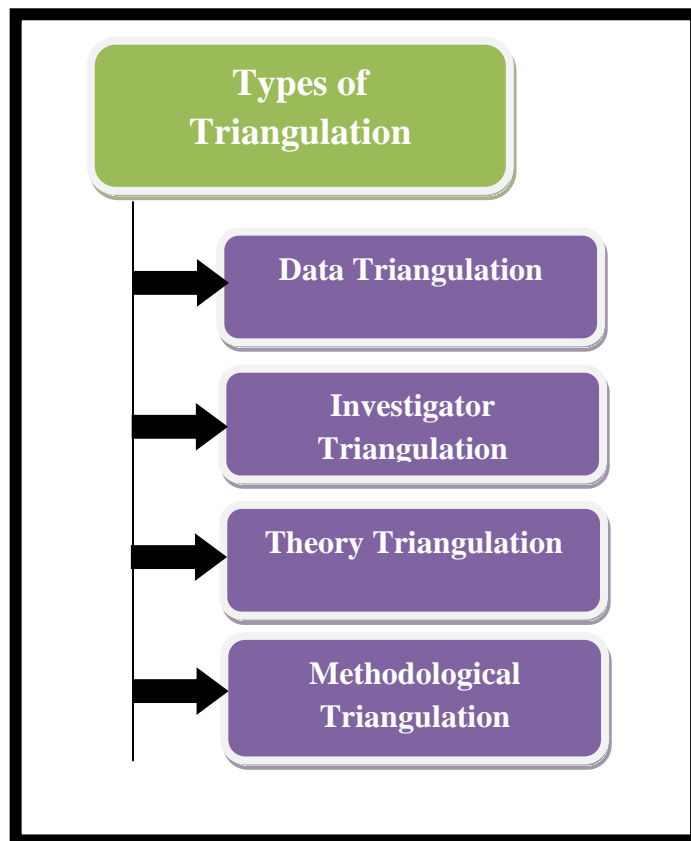 Types of
Triangulation
Data Triangulation
Investigator
Triangulation
Theory Triangulation
Methodological
Triangulation